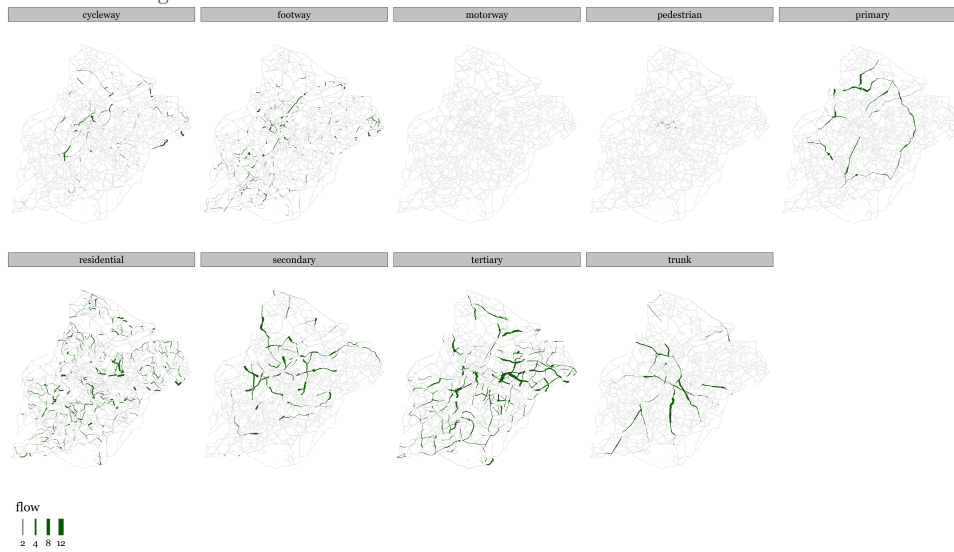 cycleway
footway
motorway
pedestrian
primary
residential
secondary
tertiary
trunk
flow
2 4 8 12